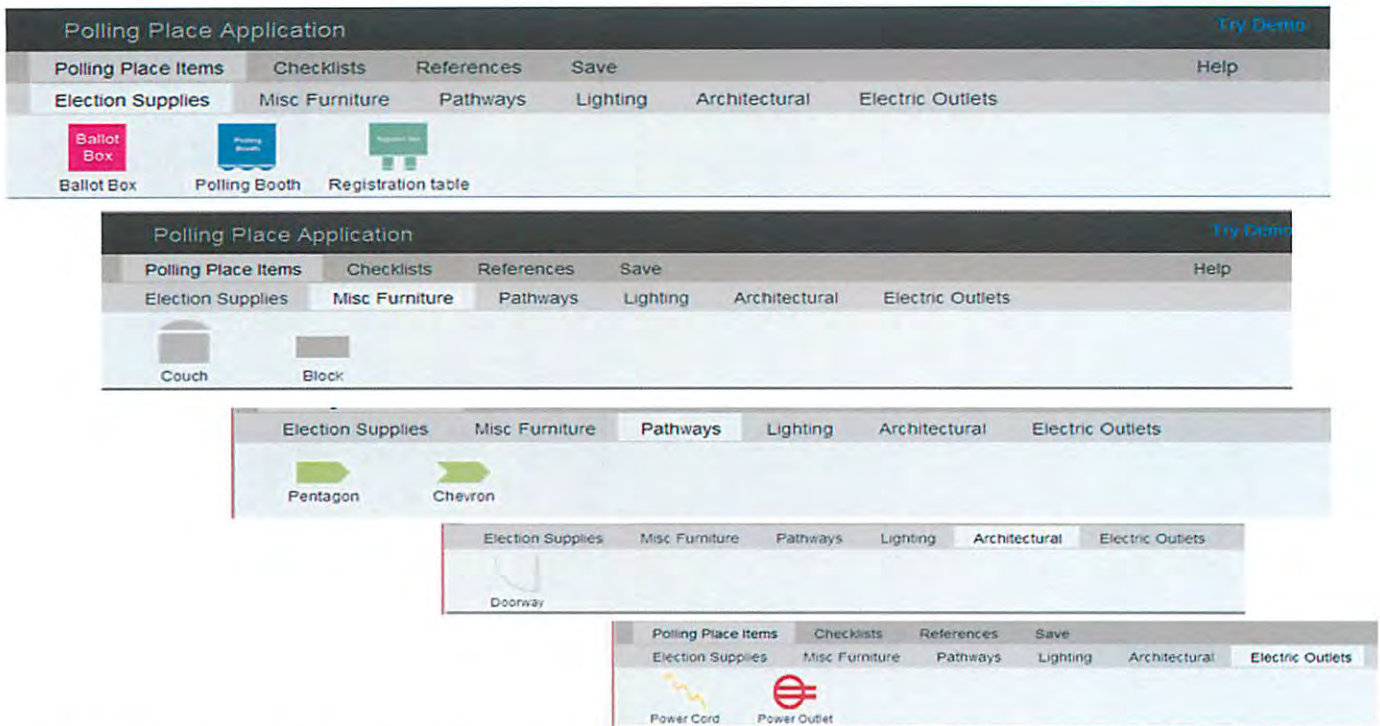 Polling Place Application Try Demo
Polling Place Items Checklists References Save Help
Election Supplies Misc Furniture Pathways Lighting Architectural Electric Outlets
Ballot
Box
Polling
Booth
Ballot Box Polling Booth Registration table
Polling Place Application Try Demo
Polling Place Items Checklists References Save Help
Election Supplies Misc Furniture Pathways Lighting Architectural Electric Outlets
Couch Block
Election Supplies Misc Furniture Pathways Lighting Architectural Electric Outlets
Pentagon Chevron
Election Supplies Misc Furniture Pathways Lighting Architectural Electric Outlets
Doorway
Polling Place Items Checklists References Save
Election Supplies Misc Furniture Pathways Lighting Architectural Electric Outlets
Power Cord Power Outlet